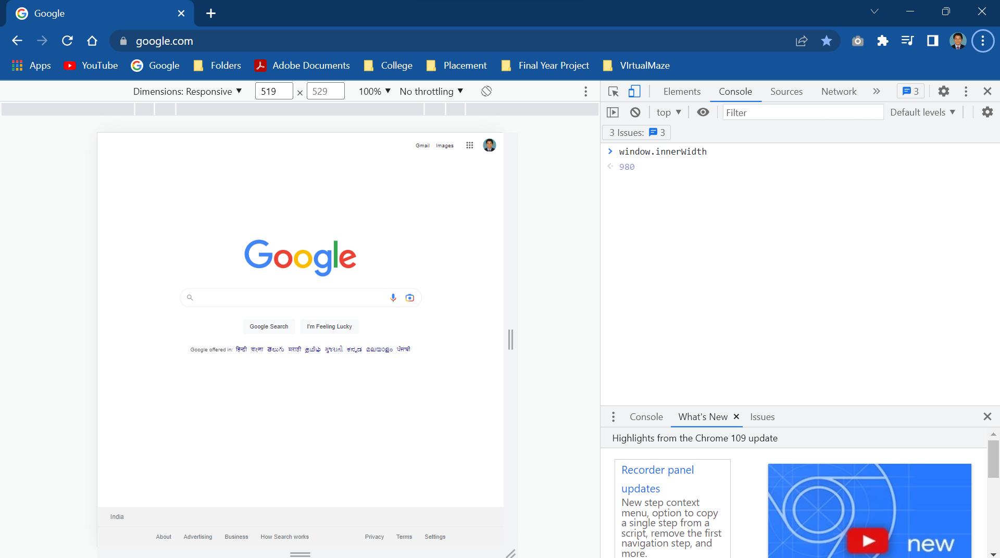 Google
google.com
Apps YouTube Google Folders Adobe Documents College Placement Final Year Project VIrtualMaze
Dimensions: Responsive ▼ 519 × 529 100% ▼ No throttling ▼
Elements Console Sources Network » 3
top ▼ Filter Default levels ▼
3 Issues: 3
> window.innerWidth
980
Gmail Images
Google
Google Search I'm Feeling Lucky
Google offered in: हिन्दी বাংলা తెలుగు मराठी தமிழ் ગુજરાતી ಕನ್ನಡ മലയാളം ਪੰਜਾਬੀ
India
About Advertising Business How Search works Privacy Terms Settings
Console What's New × Issues
Highlights from the Chrome 109 update
Recorder panel
updates
New step context
menu, option to copy
a single step from a
script, remove the first
navigation step, and
more.
new